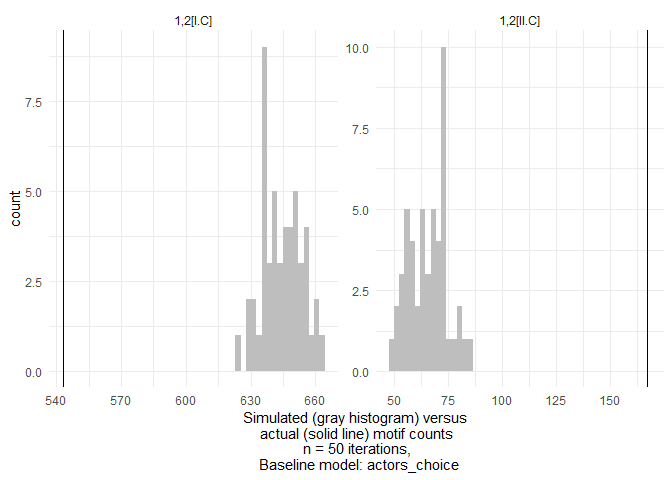 1,2[I.C]
1,2[II.C]
count
7.5
5.0
2.5
0.0
10.0
7.5
5.0
2.5
0.0
540 570 600 630 660
50 75 100 125 150
Simulated (gray histogram) versus
actual (solid line) motif counts
n = 50 iterations,
Baseline model: actors_choice